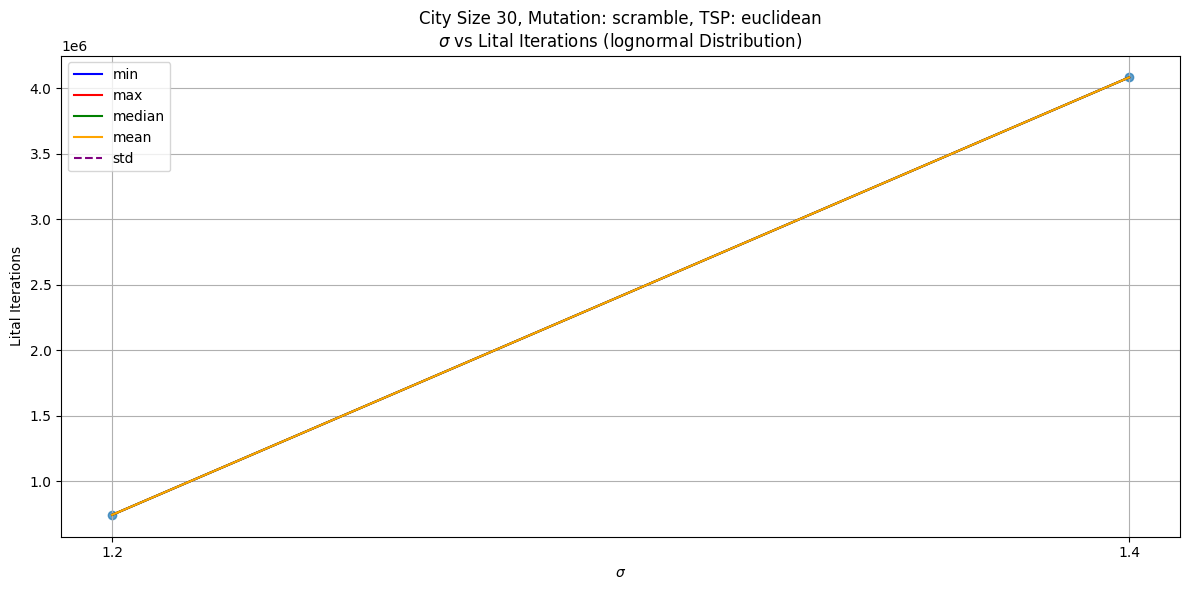 City Size 30, Mutation: scramble, TSP: euclidean
σ vs Lital Iterations (lognormal Distribution)
1e6
min
max
median
mean
std
4.0
3.5
3.0
2.5
2.0
1.5
1.0
Lital Iterations
1.2
1.4
σ